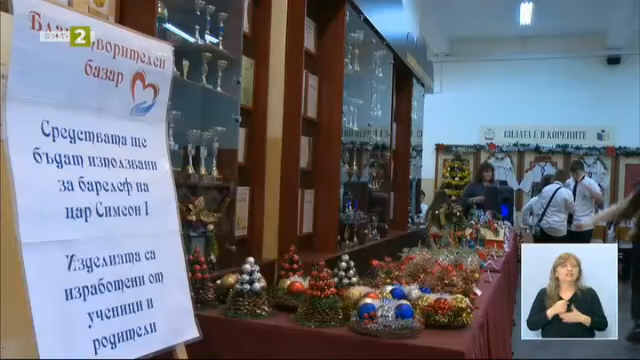 Благотворителен
базар
Средствата ще
бъдат използвани
за барелеф на
цар Симеон I
Изделията са
изработени от
ученици и
родители
2
СИЛАТА Е В КОРЕНИТЕ